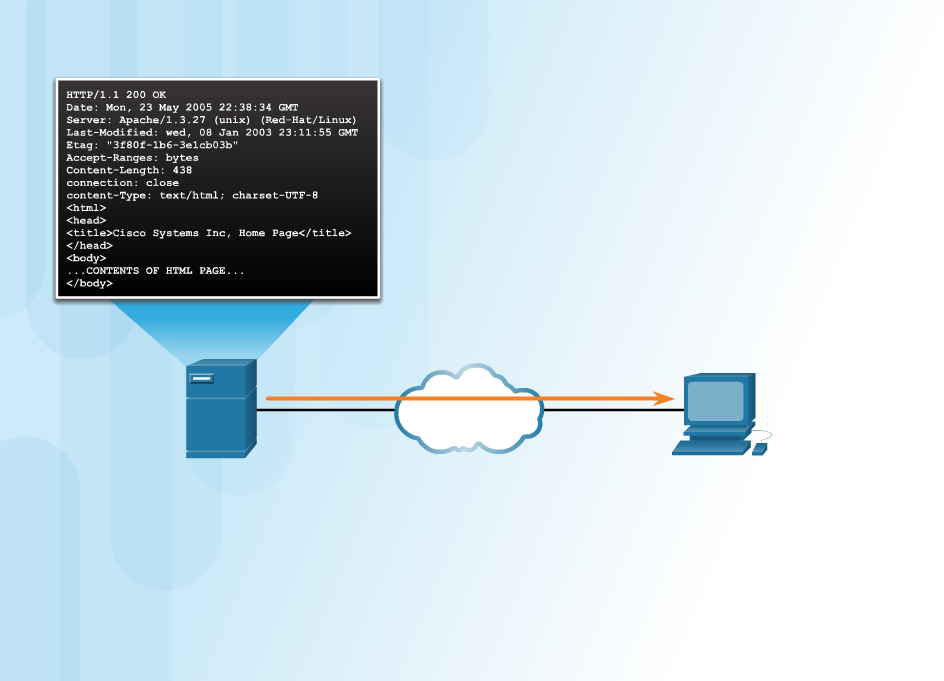 HTTP/1.1 200 OK
Date: Mon, 23 May 2005 22:38:34 GMT
Server: Apache/1.3.27 (unix) (Red-Hat/Linux)
Last-Modified: wed, 08 Jan 2003 23:11:55 GMT
Etag: "3f80f-1b6-3e1cb03b"
Accept-Ranges: bytes
Content-Length: 438
connection: close
content-Type: text/html; charset-UTF-8
<html>
<head>
<title>Cisco Systems Inc, Home Page</title>
</head>
<body>
...CONTENTS OF HTML PAGE...
</body>